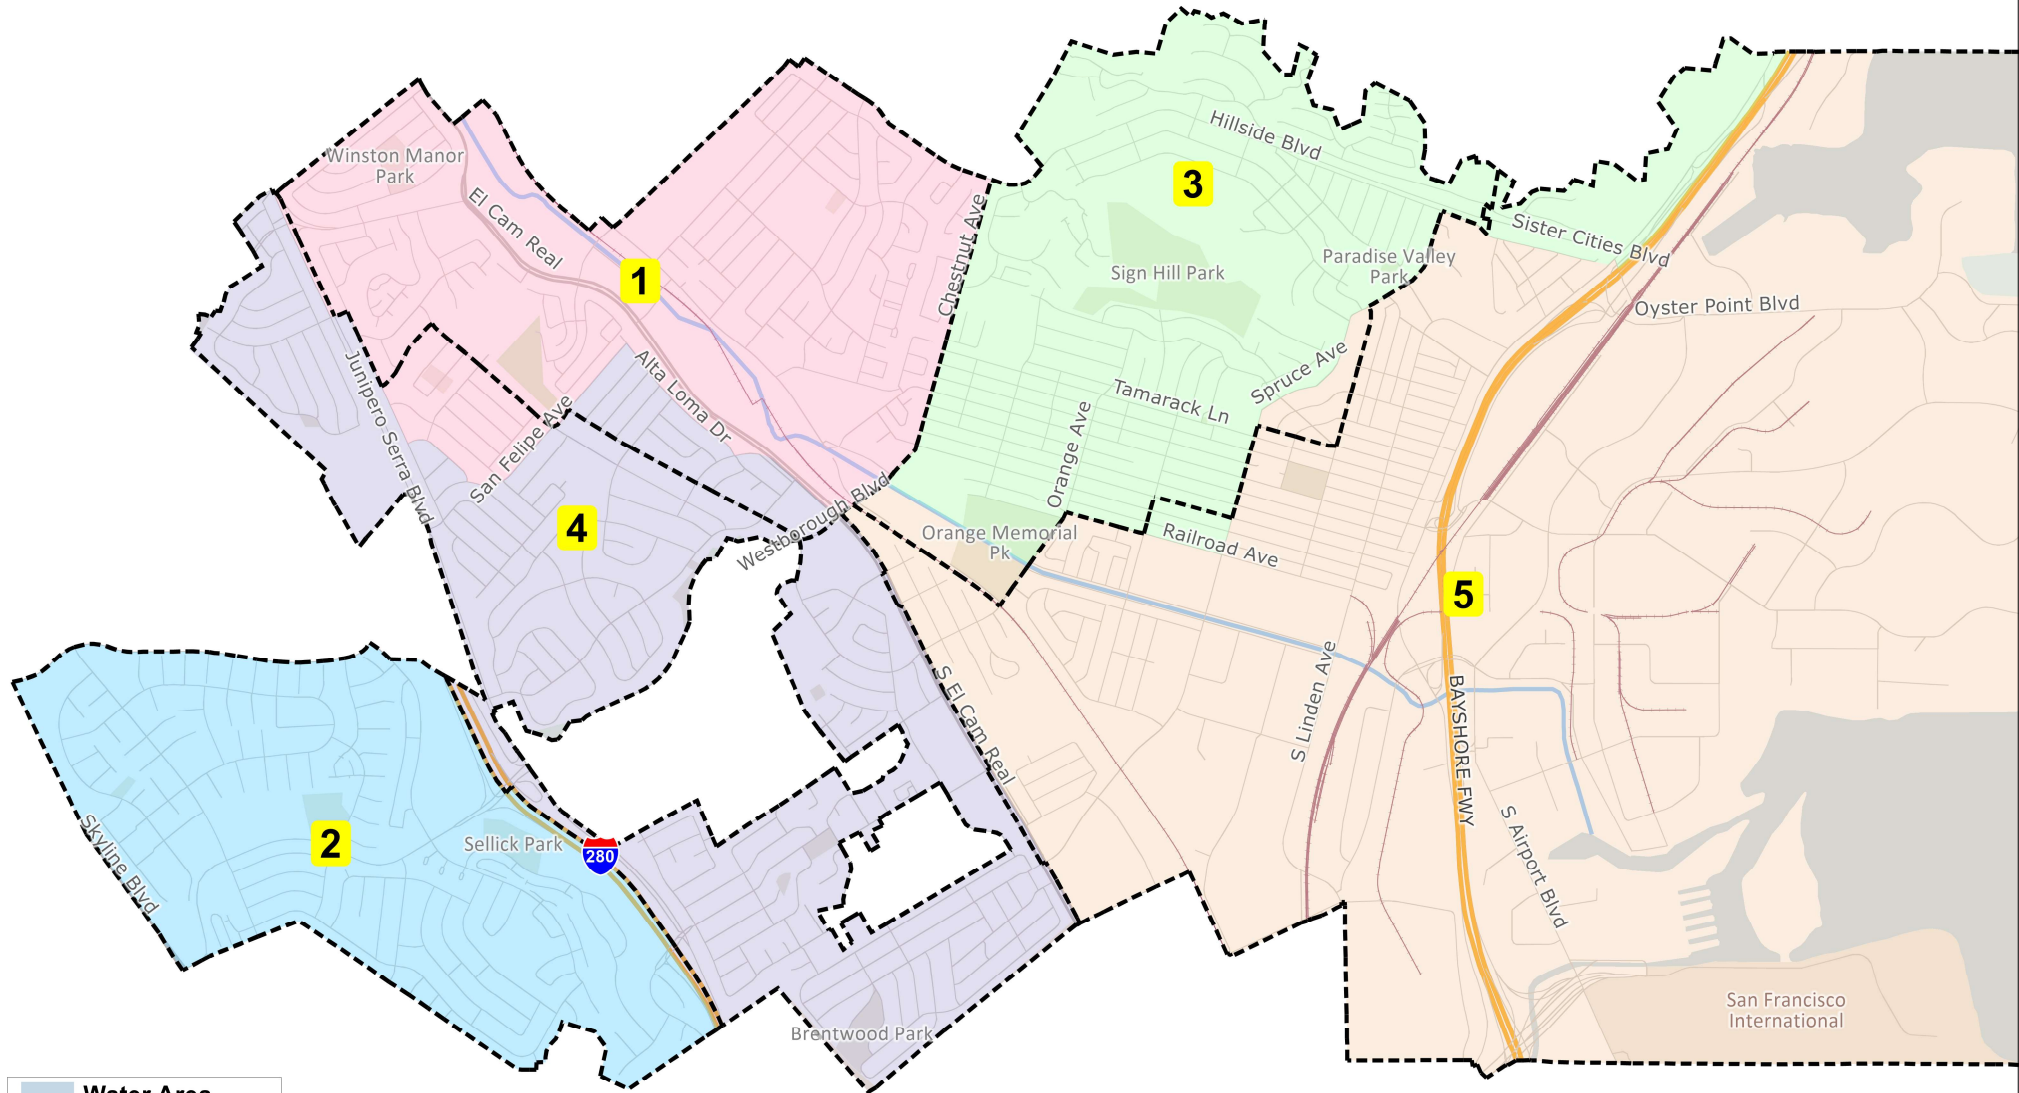 Hillside Blvd
Winston Manor
Park
3
El Cam Real
Chestnut Ave
Sister Cities Blvd
Paradise Valley
Park
Sign Hill Park
1
Oyster Point Blvd
Junipero Serra Blvd
Alta Loma Dr
Spruce Ave
Tamarack Ln
San Felipe Ave
Orange Ave
Westborough Blvd
4
Orange Memorial
Pk
Railroad Ave
5
S Linden Ave
S El Cam Real
BAYSHORE FWY
Skyline Blvd
2
Sellick Park
280
S Airport Blvd
San Francisco
International
Brentwood Park
Water Area